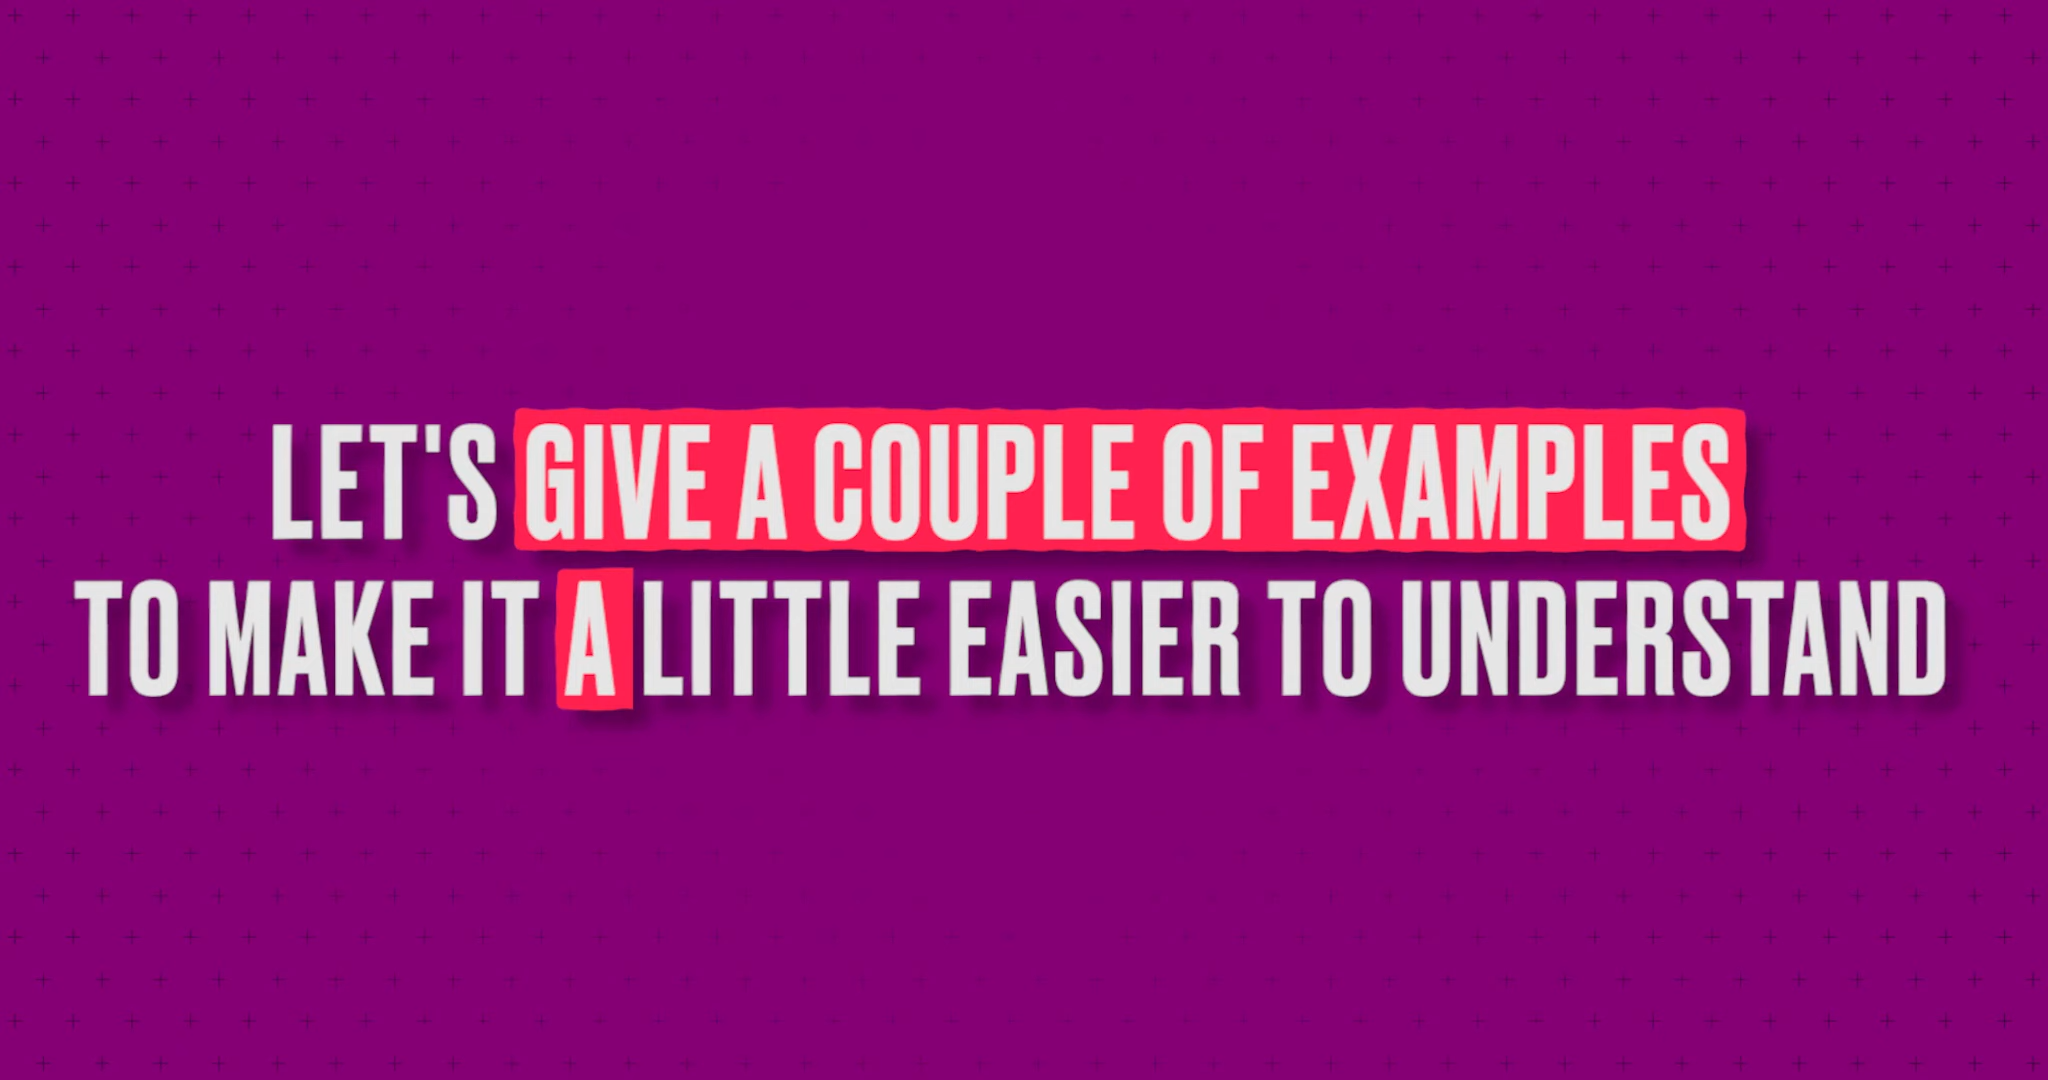 LET'S GIVE A COUPLE OF EXAMPLES
TO MAKE IT A LITTLE EASIER TO UNDERSTAND